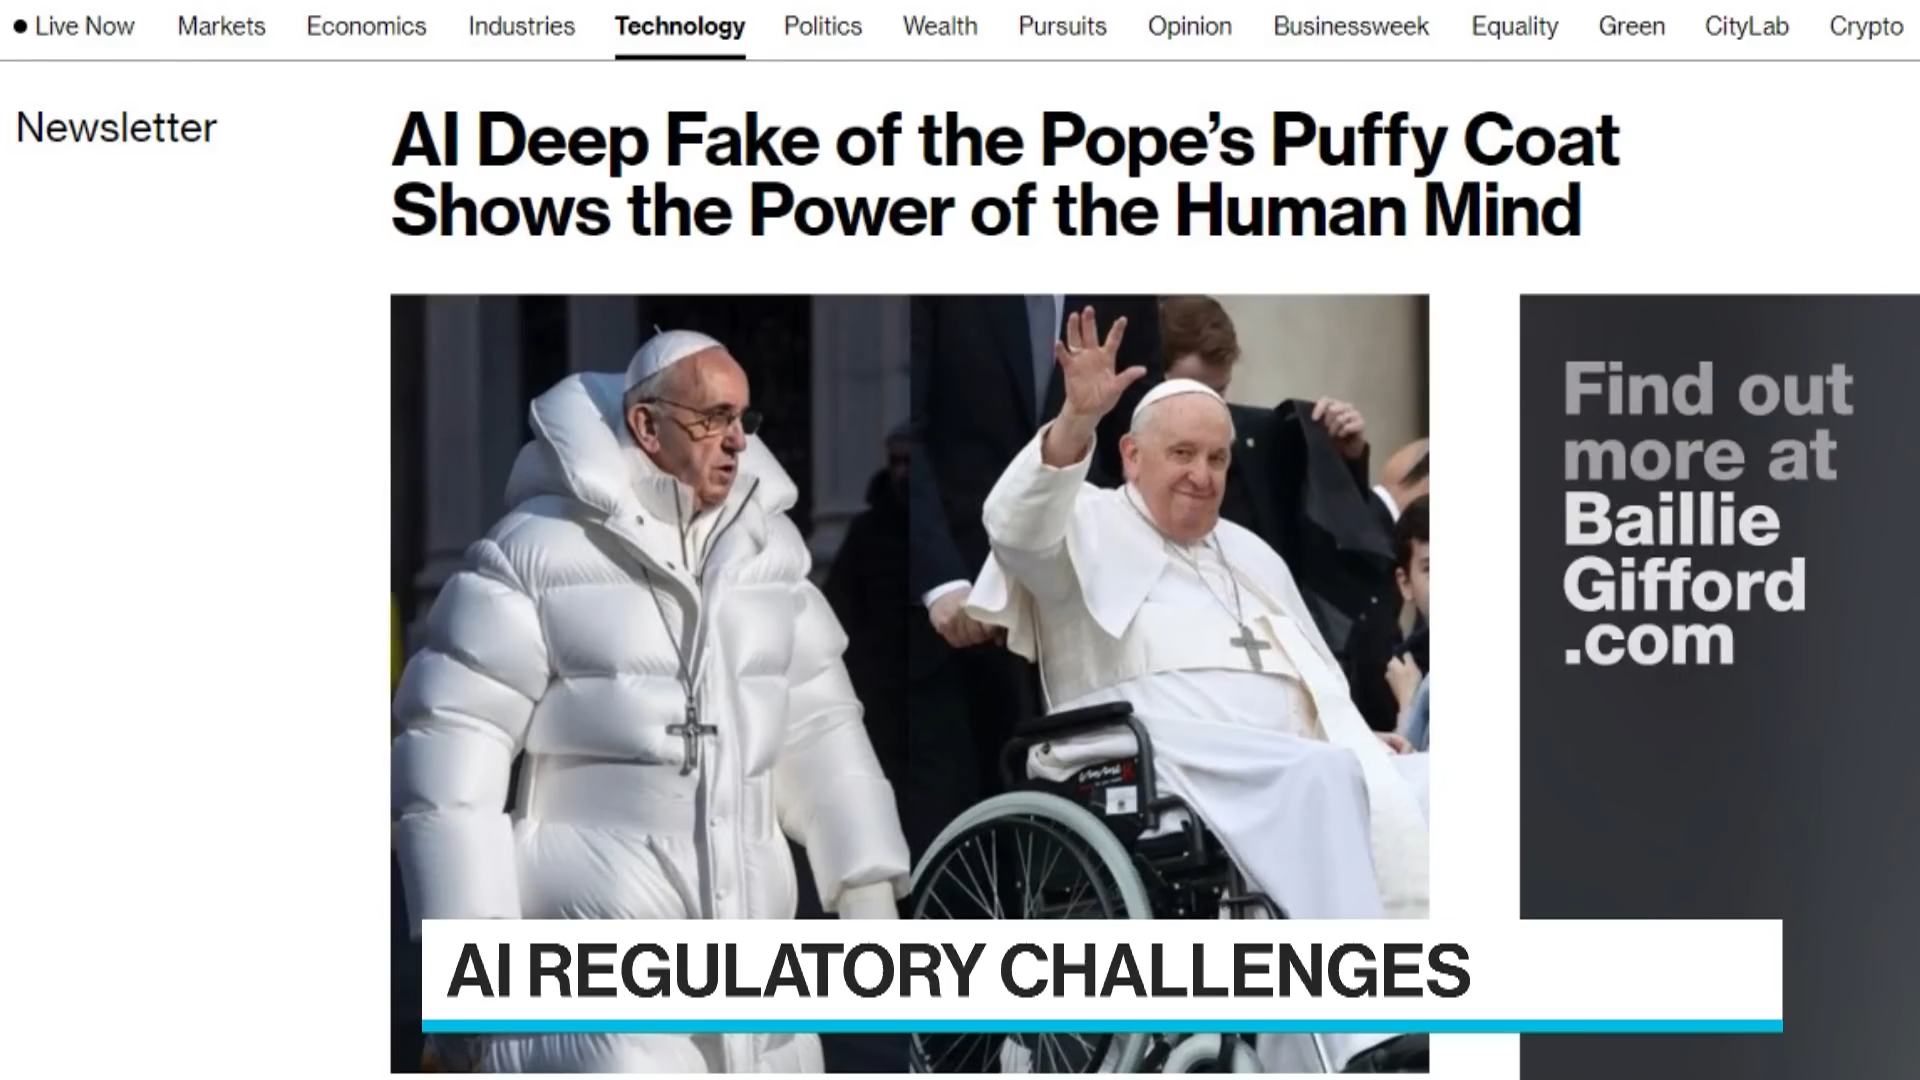 Live Now Markets Economics Industries Technology Politics Wealth Pursuits Opinion Businessweek Equality Green CityLab Crypto
Newsletter
AI Deep Fake of the Pope’s Puffy Coat
Shows the Power of the Human Mind
Find out
more at
Baillie
Gifford
.com
AI REGULATORY CHALLENGES